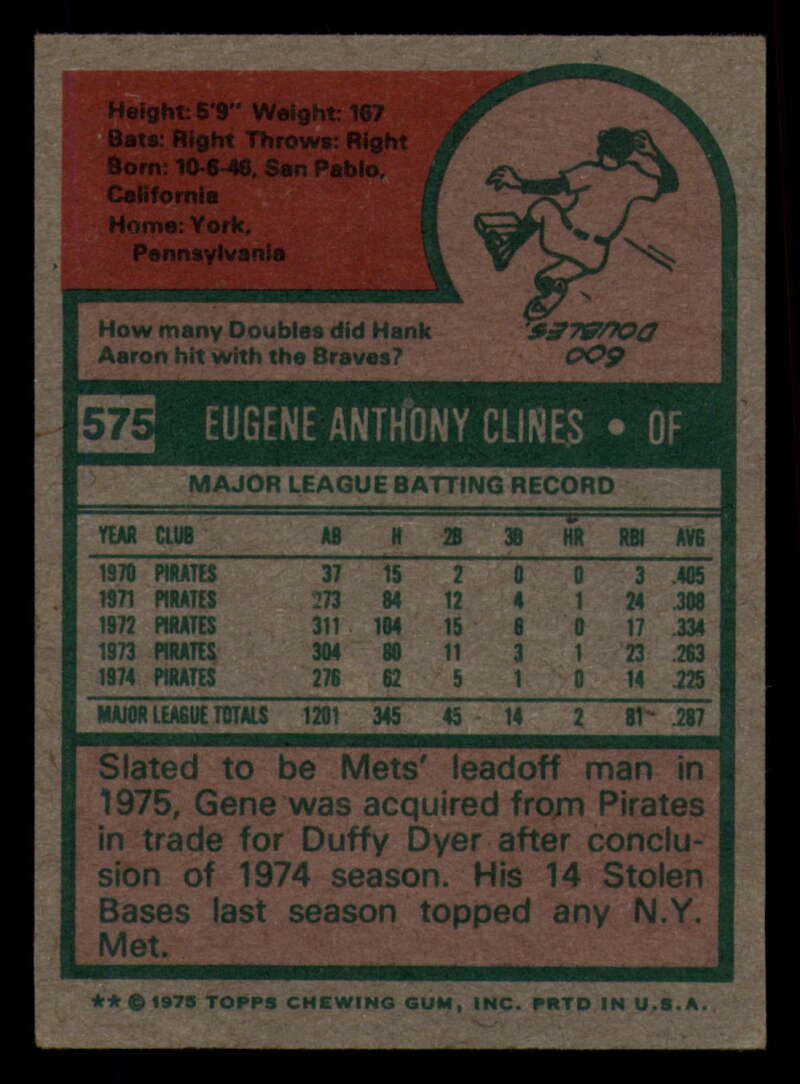 Height: 5'9" Weight: 167
Bats: Right Throws: Right
Born: 10-6-46, San Pablo,
California
Home: York,
Pennsylvania
How many Doubles did Hank
Aaron hit with the Braves?
600
DOUBLES.
575 EUGENE ANTHONY CLINES • OF
MAJOR LEAGUE BATTING RECORD
YEAR CLUB AB H 2B 3B HR RBI AVG
1970 PIRATES 37 15 2 0 0 3 .405
1971 PIRATES 273 84 12 4 1 24 .308
1972 PIRATES 311 104 15 6 0 17 .334
1973 PIRATES 304 80 11 3 1 23 .263
1974 PIRATES 276 62 5 1 0 14 .225
MAJOR LEAGUE TOTALS 1201 345 45 14 2 81 .287
Slated to be Mets' leadoff man in
1975, Gene was acquired from Pirates
in trade for Duffy Dyer after conclu-
sion of 1974 season. His 14 Stolen
Bases last season topped any N.Y.
Met.
** © 1975 TOPPS CHEWING GUM, INC. PRTD IN U.S.A.